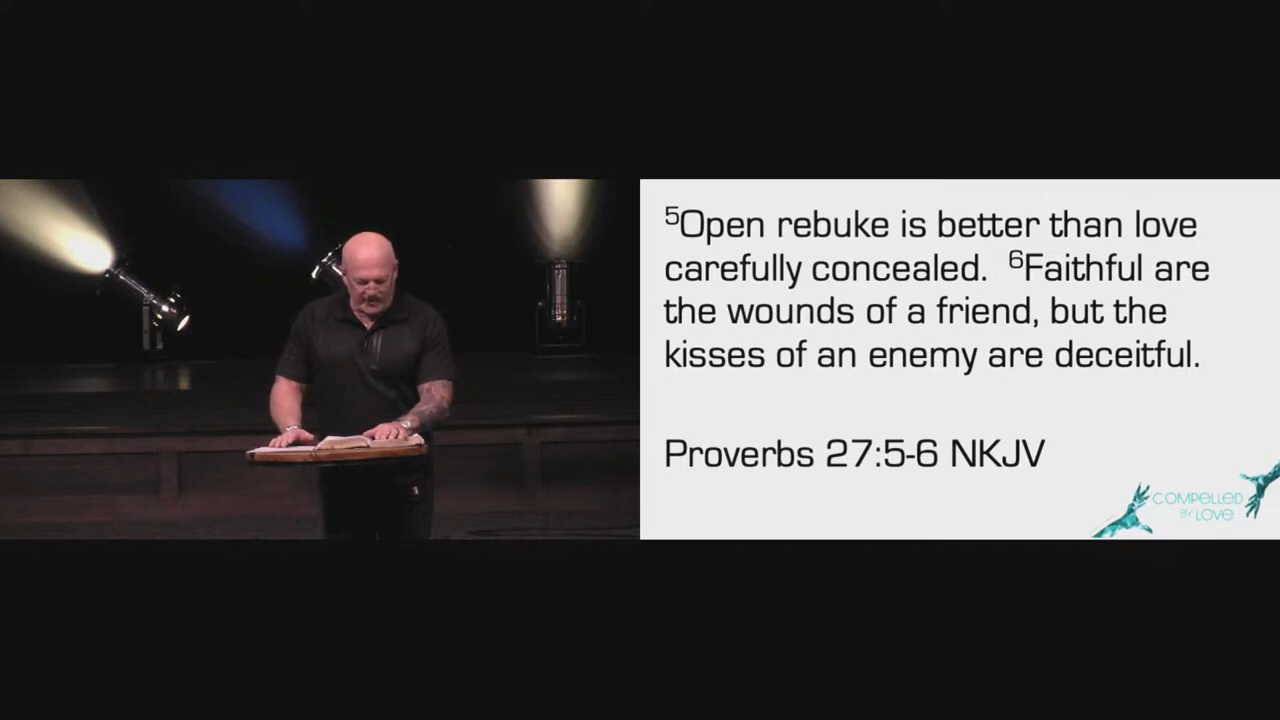 ⁵Open rebuke is better than love
carefully concealed. ⁶Faithful are
the wounds of a friend, but the
kisses of an enemy are deceitful.
Proverbs 27:5-6 NKJV
COMPELLED
BY LOVE